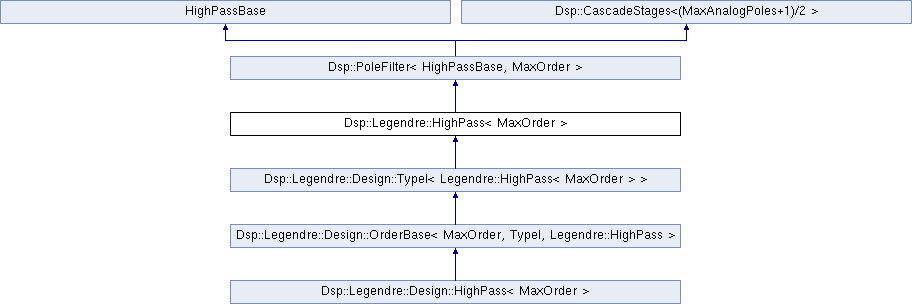 HighPassBase
Dsp::CascadeStages<(MaxAnalogPoles+1)/2 >
Dsp::PoleFilter< HighPassBase, MaxOrder >
Dsp::Legendre::HighPass< MaxOrder >
Dsp::Legendre::Design::TypeI< Legendre::HighPass< MaxOrder > >
Dsp::Legendre::Design::OrderBase< MaxOrder, TypeI, Legendre::HighPass >
Dsp::Legendre::Design::HighPass< MaxOrder >